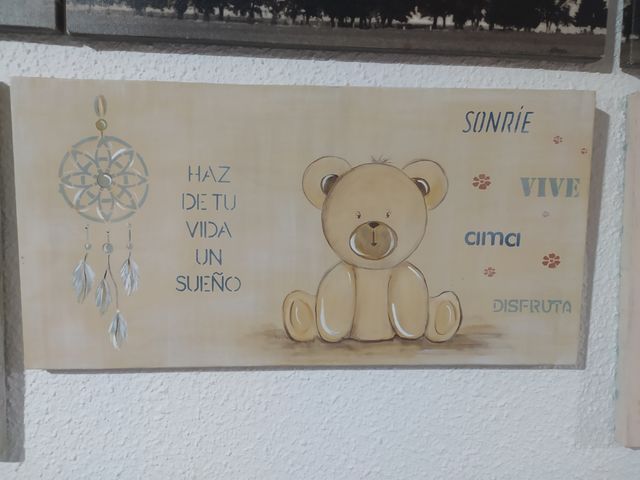 HAZ
DE TU
VIDA
UN
SUEÑO
SONRÍE
VIVE
ama
DISFRUTA